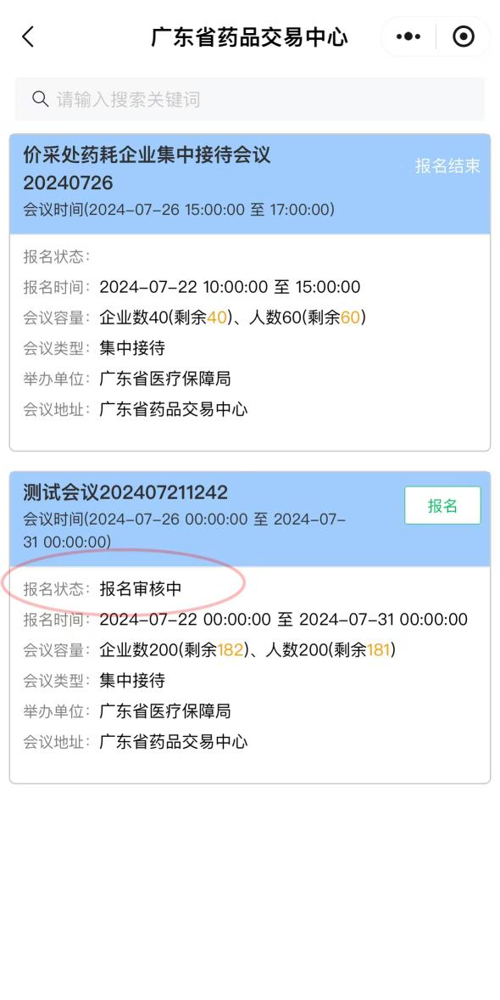 广东省药品交易中心
请输入搜索关键词
价采处药耗企业集中接待会议
20240726
报名结束
会议时间(2024-07-26 15:00:00 至 17:00:00)
报名状态：
报名时间： 2024-07-22 10:00:00 至 15:00:00
会议容量： 企业数40(剩余40)、人数60(剩余60)
会议类型： 集中接待
举办单位： 广东省医疗保障局
会议地址： 广东省药品交易中心
测试会议202407211242
报名
会议时间(2024-07-26 00:00:00 至 2024-07-
31 00:00:00)
报名状态： 报名审核中
报名时间： 2024-07-22 00:00:00 至 2024-07-31 00:00:00
会议容量： 企业数200(剩余182)、人数200(剩余181)
会议类型： 集中接待
举办单位： 广东省医疗保障局
会议地址： 广东省药品交易中心